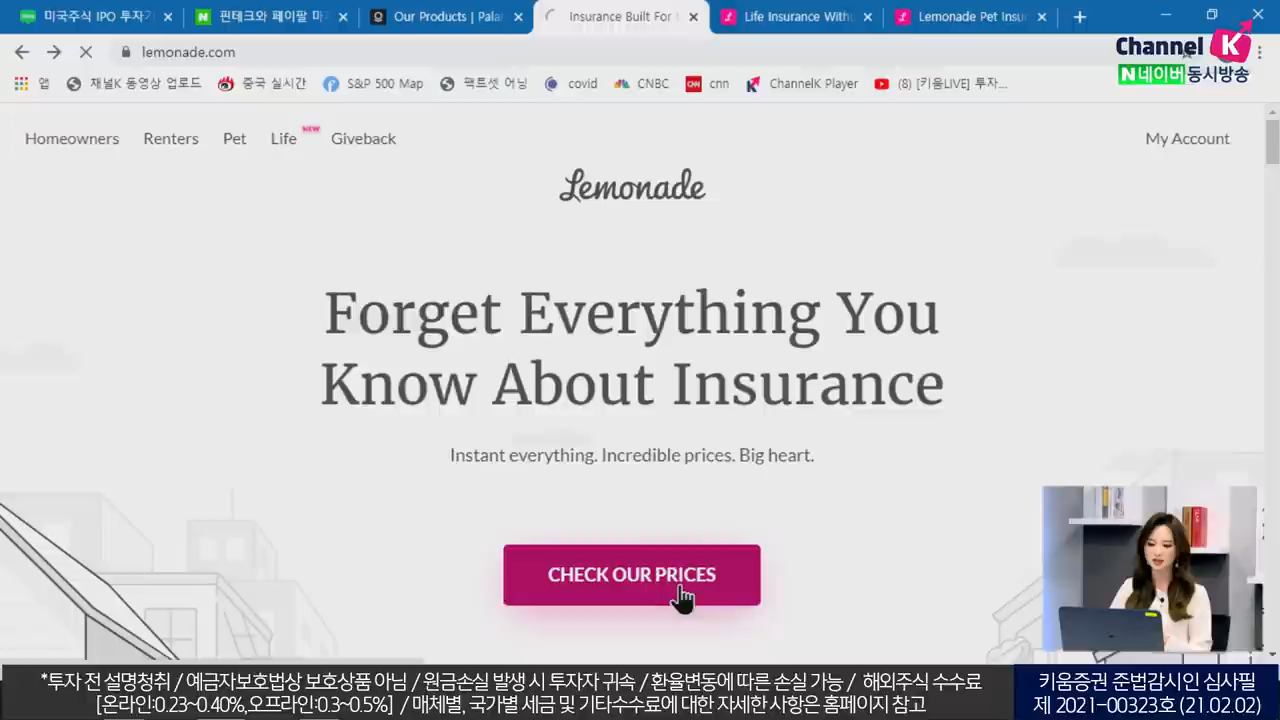 미국주식 IPO 투자기
핀테크와 페이팔 마
Our Products | Palan
Insurance Built For
Life Insurance With
Lemonade Pet Insu
Channel K
N 네이버 동시방송
lemonade.com
앱
채널K 동영상 업로드
중국 실시간
S&P 500 Map
팩트셋 어닝
covid
CNBC
cnn
ChannelK Player
(8) [키움LIVE] 투자...
Homeowners
Renters
Pet
Life NEW
Giveback
My Account
Lemonade
Forget Everything You
Know About Insurance
Instant everything. Incredible prices. Big heart.
CHECK OUR PRICES
*투자 전 설명청취 / 예금자보호법상 보호상품 아님 / 원금손실 발생 시 투자자 귀속 / 환율변동에 따른 손실 가능 / 해외주식 수수료
[온라인:0.23~0.40%,오프라인:0.3~0.5%] / 매체별, 국가별 세금 및 기타수수료에 대한 자세한 사항은 홈페이지 참고
키움증권 준법감시인 심사필
제 2021-00323호 (21.02.02)